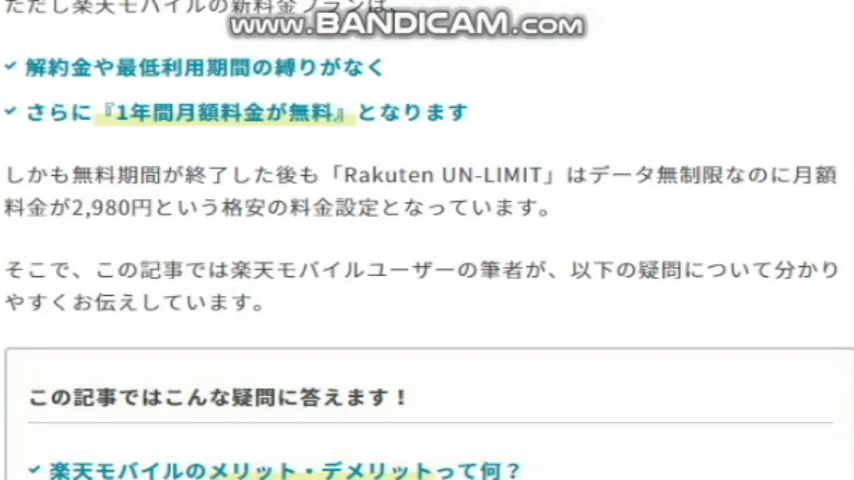 ただし楽天モバイルの新料金プランは、
www.BANDICAM.com
解約金や最低利用期間の縛りがなく
さらに『1年間月額料金が無料』となります
しかも無料期間が終了した後も「Rakuten UN-LIMIT」はデータ無制限なのに月額
料金が2,980円という格安の料金設定となっています。
そこで、この記事では楽天モバイルユーザーの筆者が、以下の疑問について分かり
やすくお伝えしています。
この記事ではこんな疑問に答えます！
楽天モバイルのメリット・デメリットって何？